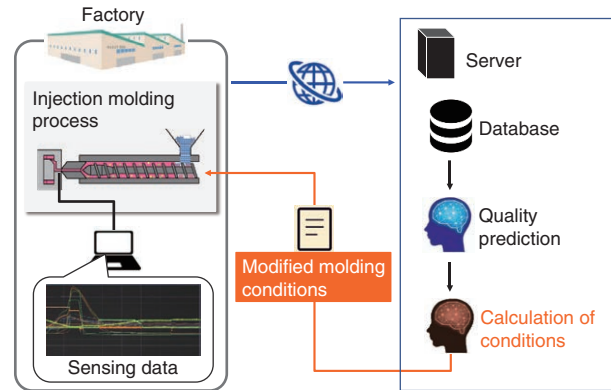 Factory
Injection molding
process
Sensing data
Modified molding
conditions
Server
Database
Quality
prediction
Calculation of
conditions